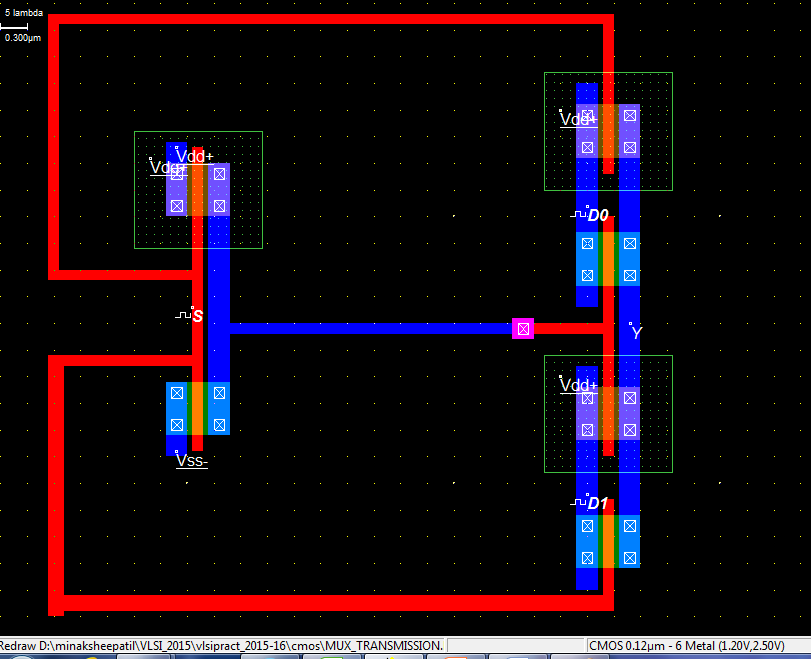 5 lambda
0.300µm
Vdd+
Vdd+
Vdd+
D0
S
Y
Vdd+
Vss-
D1
Redraw D:\minaksheepatil\VLSI_2015\vlsipract_2015-16\cmos\MUX_TRANSMISSION.
CMOS 0.12µm - 6 Metal (1.20V,2.50V)